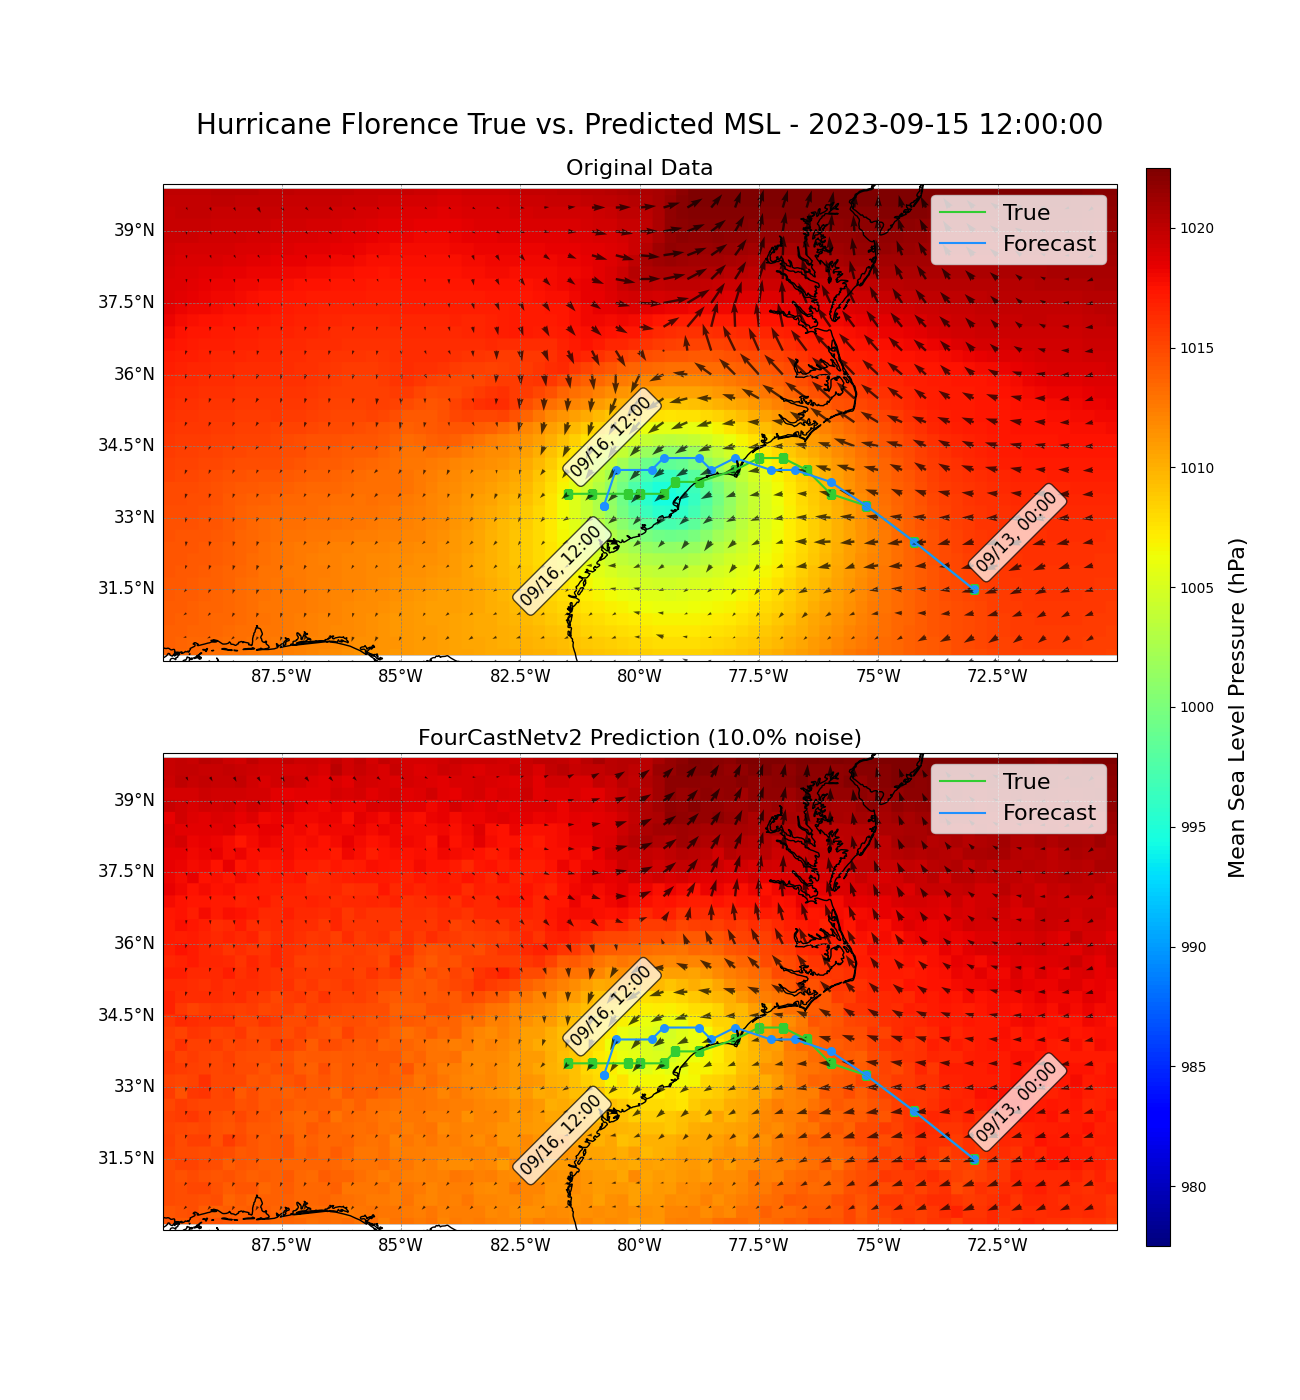 Hurricane Florence True vs. Predicted MSL - 2023-09-15 12:00:00
Original Data
True
Forecast
39°N
37.5°N
36°N
34.5°N
33°N
31.5°N
09/16, 12:00
09/16, 12:00
09/13, 00:00
87.5°W 85°W 82.5°W 80°W 77.5°W 75°W 72.5°W
FourCastNetv2 Prediction (10.0% noise)
True
Forecast
39°N
37.5°N
36°N
34.5°N
33°N
31.5°N
09/16, 12:00
09/16, 12:00
09/13, 00:00
87.5°W 85°W 82.5°W 80°W 77.5°W 75°W 72.5°W
1020
1015
1010
1005
1000
995
990
985
980
Mean Sea Level Pressure (hPa)